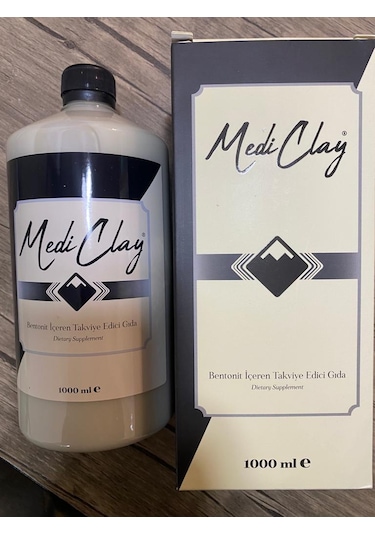 Medi Clay®
Bentonit İçeren Takviye Edici Gıda
Dietary Supplement
1000 ml ℮
Medi Clay®
Bentonit İçeren Takviye Edici Gıda
Dietary Supplement
1000 ml ℮